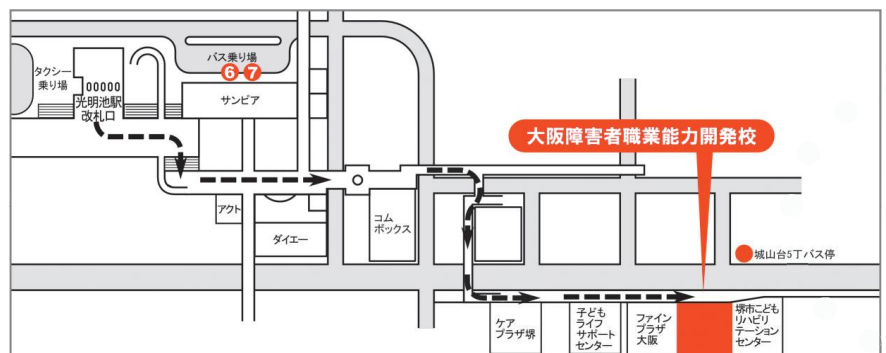 バス乗り場
6 7
タクシー
乗り場
光明池駅
改札口
サンピア
大阪障害者職業能力開発校
アクト
コム
ボックス
ダイエー
城山台5丁バス停
ケア
プラザ堺
子ども
ライフ
サポート
センター
ファイン
プラザ
大阪
堺市こども
リハビリ
テーション
センター